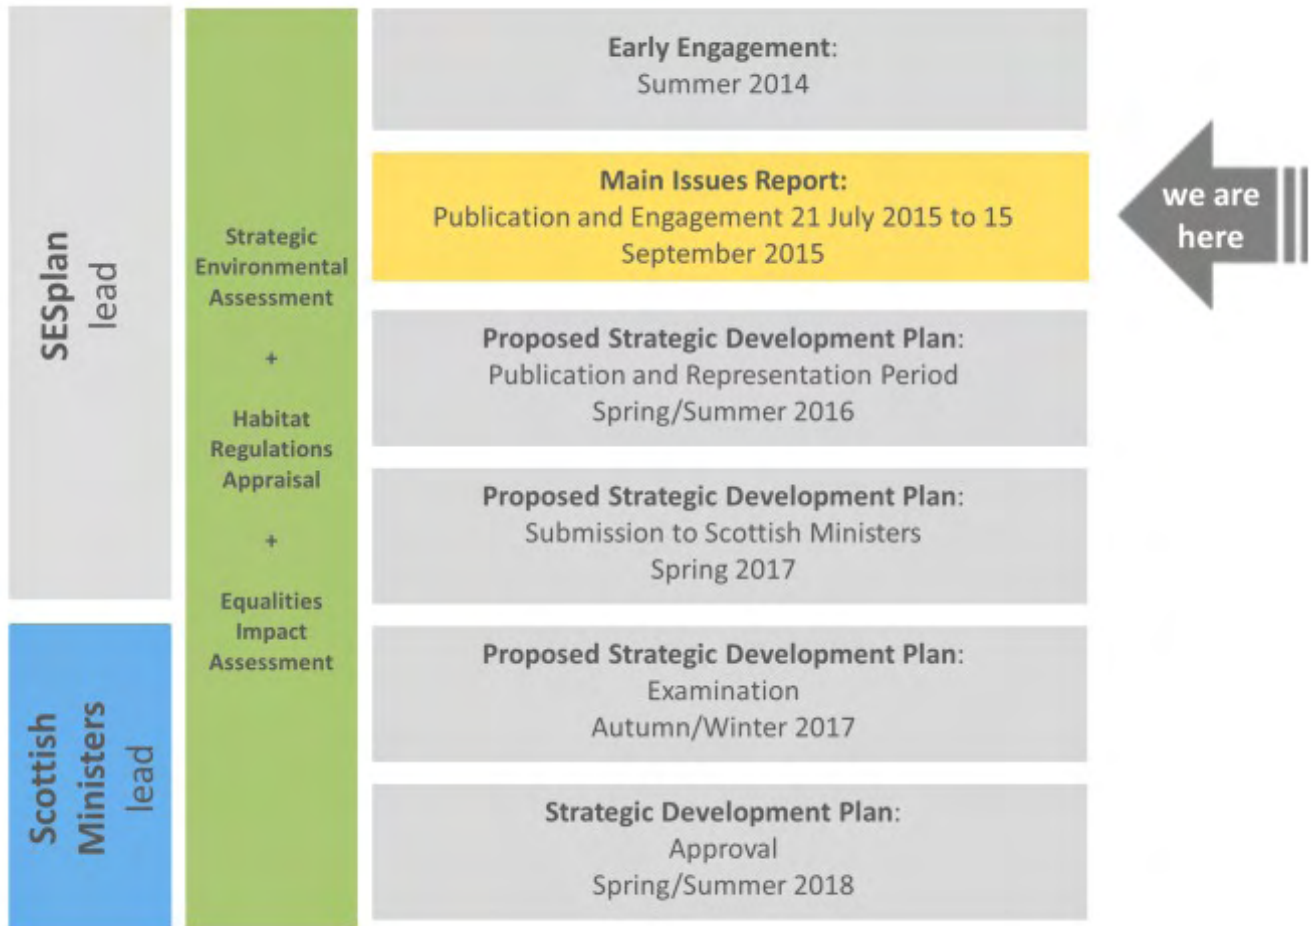 SESplan
lead
Scottish
Ministers
lead
Strategic
Environmental
Assessment
+
Habitat
Regulations
Appraisal
+
Equalities
Impact
Assessment
Early Engagement:
Summer 2014
Main Issues Report:
Publication and Engagement 21 July 2015 to 15
September 2015
Proposed Strategic Development Plan:
Publication and Representation Period
Spring/Summer 2016
Proposed Strategic Development Plan:
Submission to Scottish Ministers
Spring 2017
Proposed Strategic Development Plan:
Examination
Autumn/Winter 2017
Strategic Development Plan:
Approval
Spring/Summer 2018
we are
here